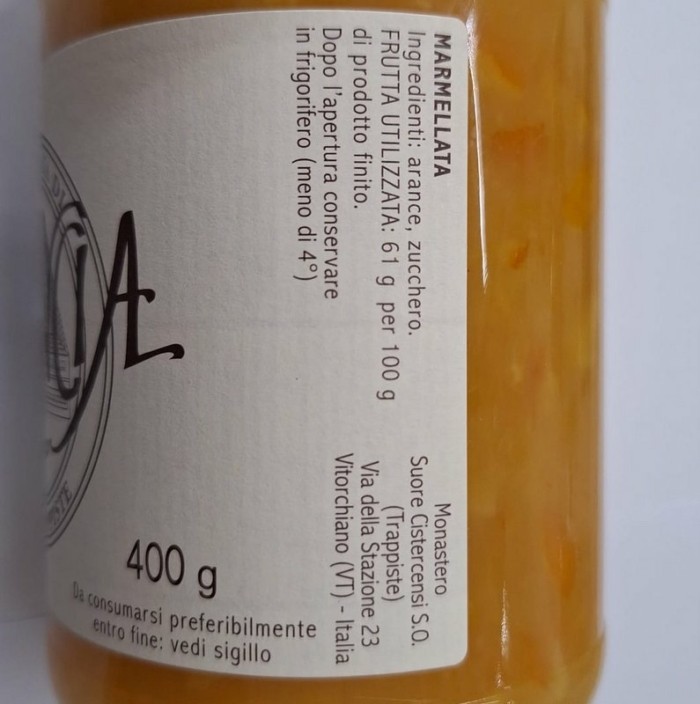 MARMELLATA
Ingredienti: arance, zucchero.
FRUTTA UTILIZZATA: 61 g per 100 g
di prodotto finito.
Dopo l'apertura conservare
in frigorifero (meno di 4°)
Monastero
Suore Cistercensi S.O.
(Trappiste)
Via della Stazione 23
Vitorchiano (VT) - Italia
400 g
Da consumarsi preferibilmente
entro fine: vedi sigillo